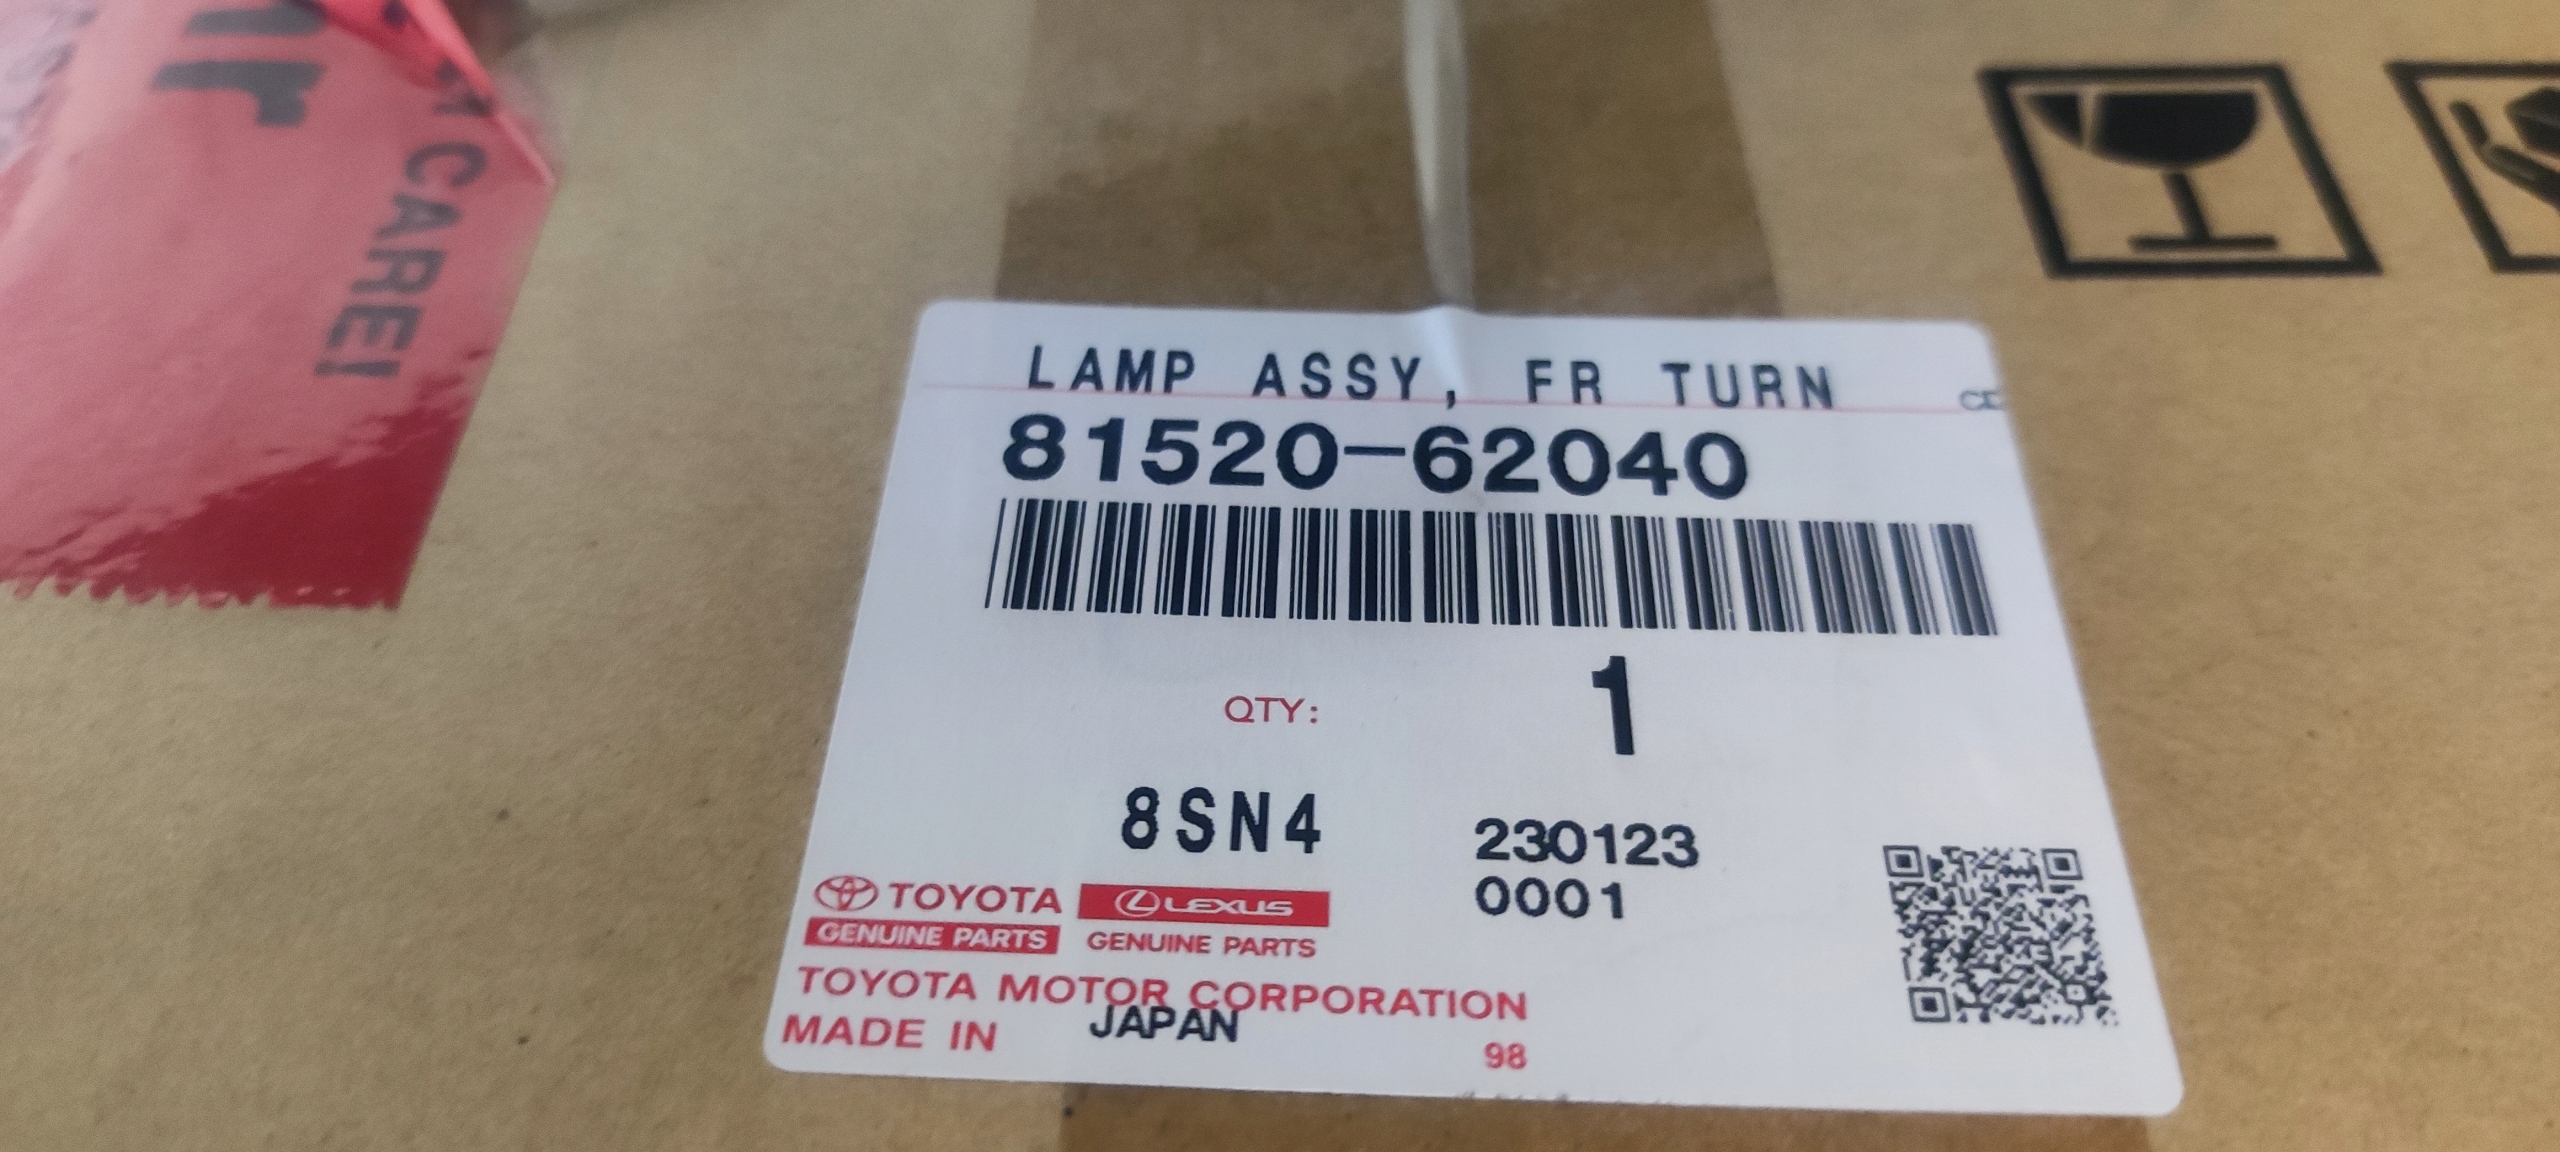 CARE!
LAMP ASSY, FR TURN
81520-62040
QTY: 1
8SN4 230123
0001
TOYOTA LEXUS
GENUINE PARTS GENUINE PARTS
TOYOTA MOTOR CORPORATION
MADE IN JAPAN
98